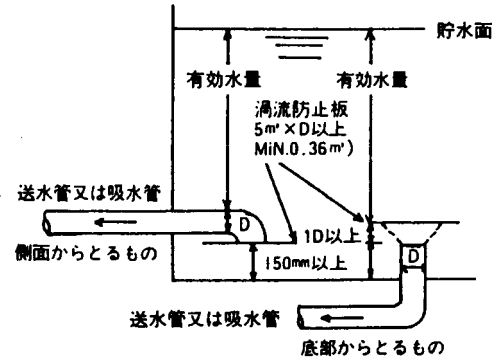 貯水面
有効水量
有効水量
渦流防止板
5㎡×D以上
MiN.0.36㎡)
送水管又は吸水管
D
側面からとるもの
1D以上
150mm以上
D
送水管又は吸水管
底部からとるもの